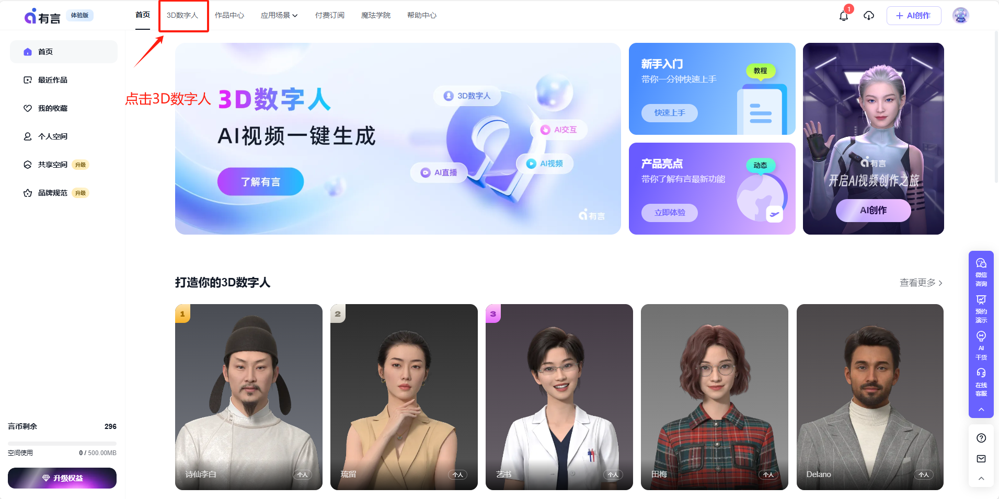 有言
体验版
首页
3D数字人
作品中心
应用场景
付费订阅
魔珐学院
帮助中心
1
AI创作
首页
最近作品
我的收藏
个人空间
共享空间 升级
品牌规范 升级
点击3D数字人
3D数字人
AI视频一键生成
了解有言
3D数字人
AI交互
AI视频
AI直播
有言
新手入门
带你一分钟快速上手
快速上手
教程
产品亮点
带你了解有言最新功能
立即体验
动态
有言
开启AI视频创作之旅
AI创作
打造你的3D数字人
查看更多
1
诗仙李白 个人
2
琉留 个人
3
艺书 个人
田梅 个人
Delano 个人
言币剩余 296
空间使用 0 / 500.00MB
升级权益
微信
咨询
预约
演示
AI
干货
在线
客服